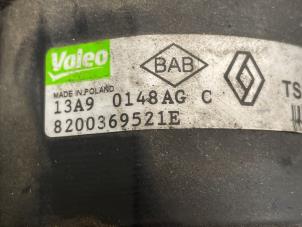 Valeo
BAB
TS
MADE IN POLAND
13A9 0148AG C
8200369521E